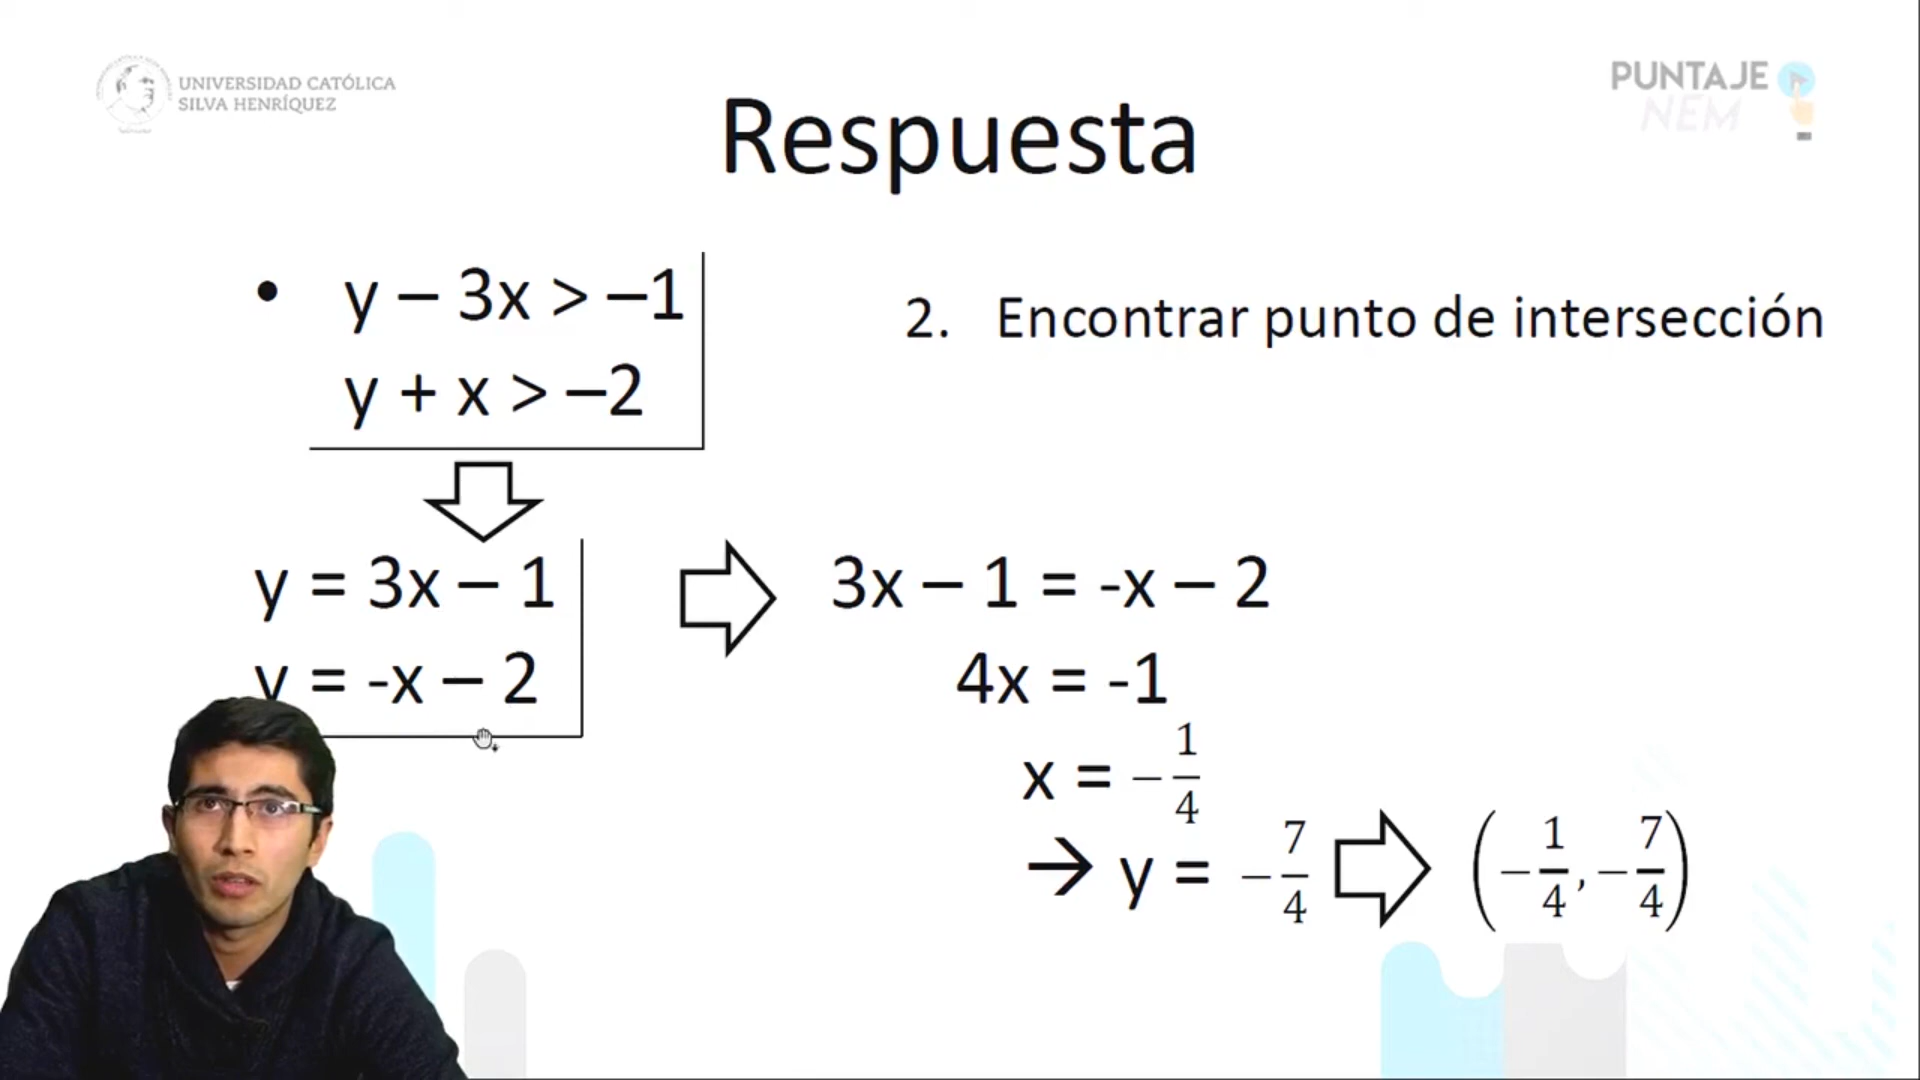 UNIVERSIDAD CATÓLICA
SILVA HENRÍQUEZ
PUNTAJE
NEM
Respuesta
• y – 3x > –1
y + x > –2
2. Encontrar punto de intersección
y = 3x – 1
y = -x – 2
3x – 1 = -x – 2
4x = -1
x = −1/4
→ y = −7/4
(−1/4, −7/4)